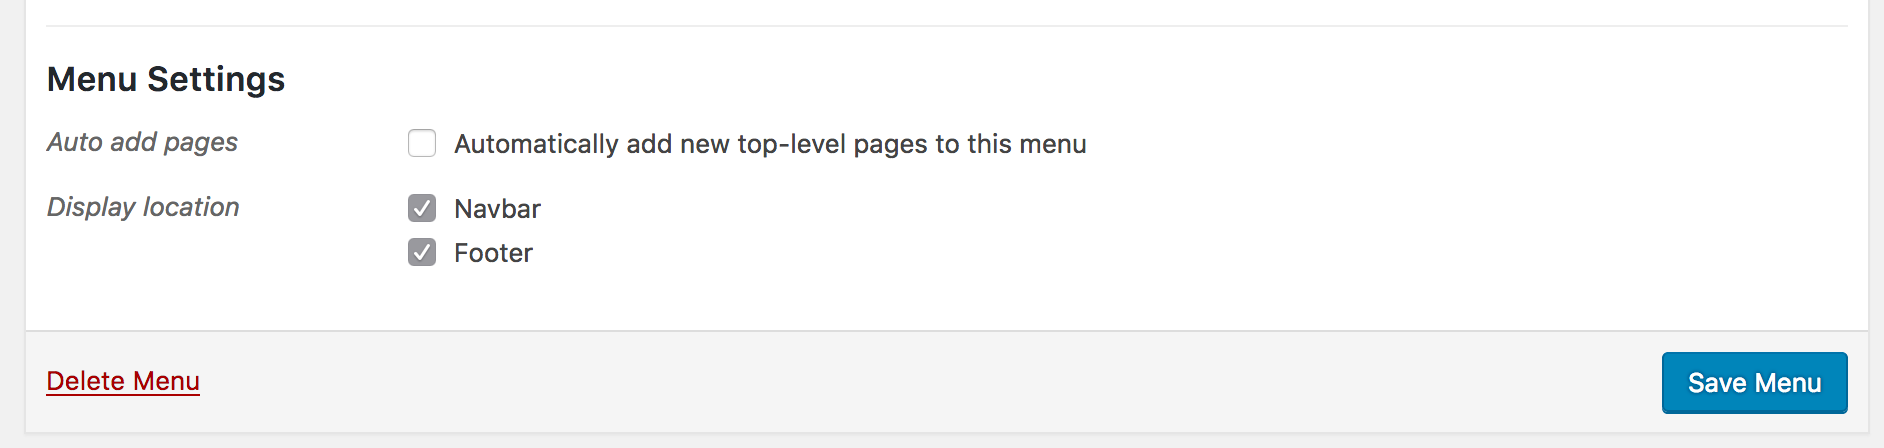 Menu Settings
Auto add pages
Automatically add new top-level pages to this menu
Display location
Navbar
Footer
Delete Menu
Save Menu